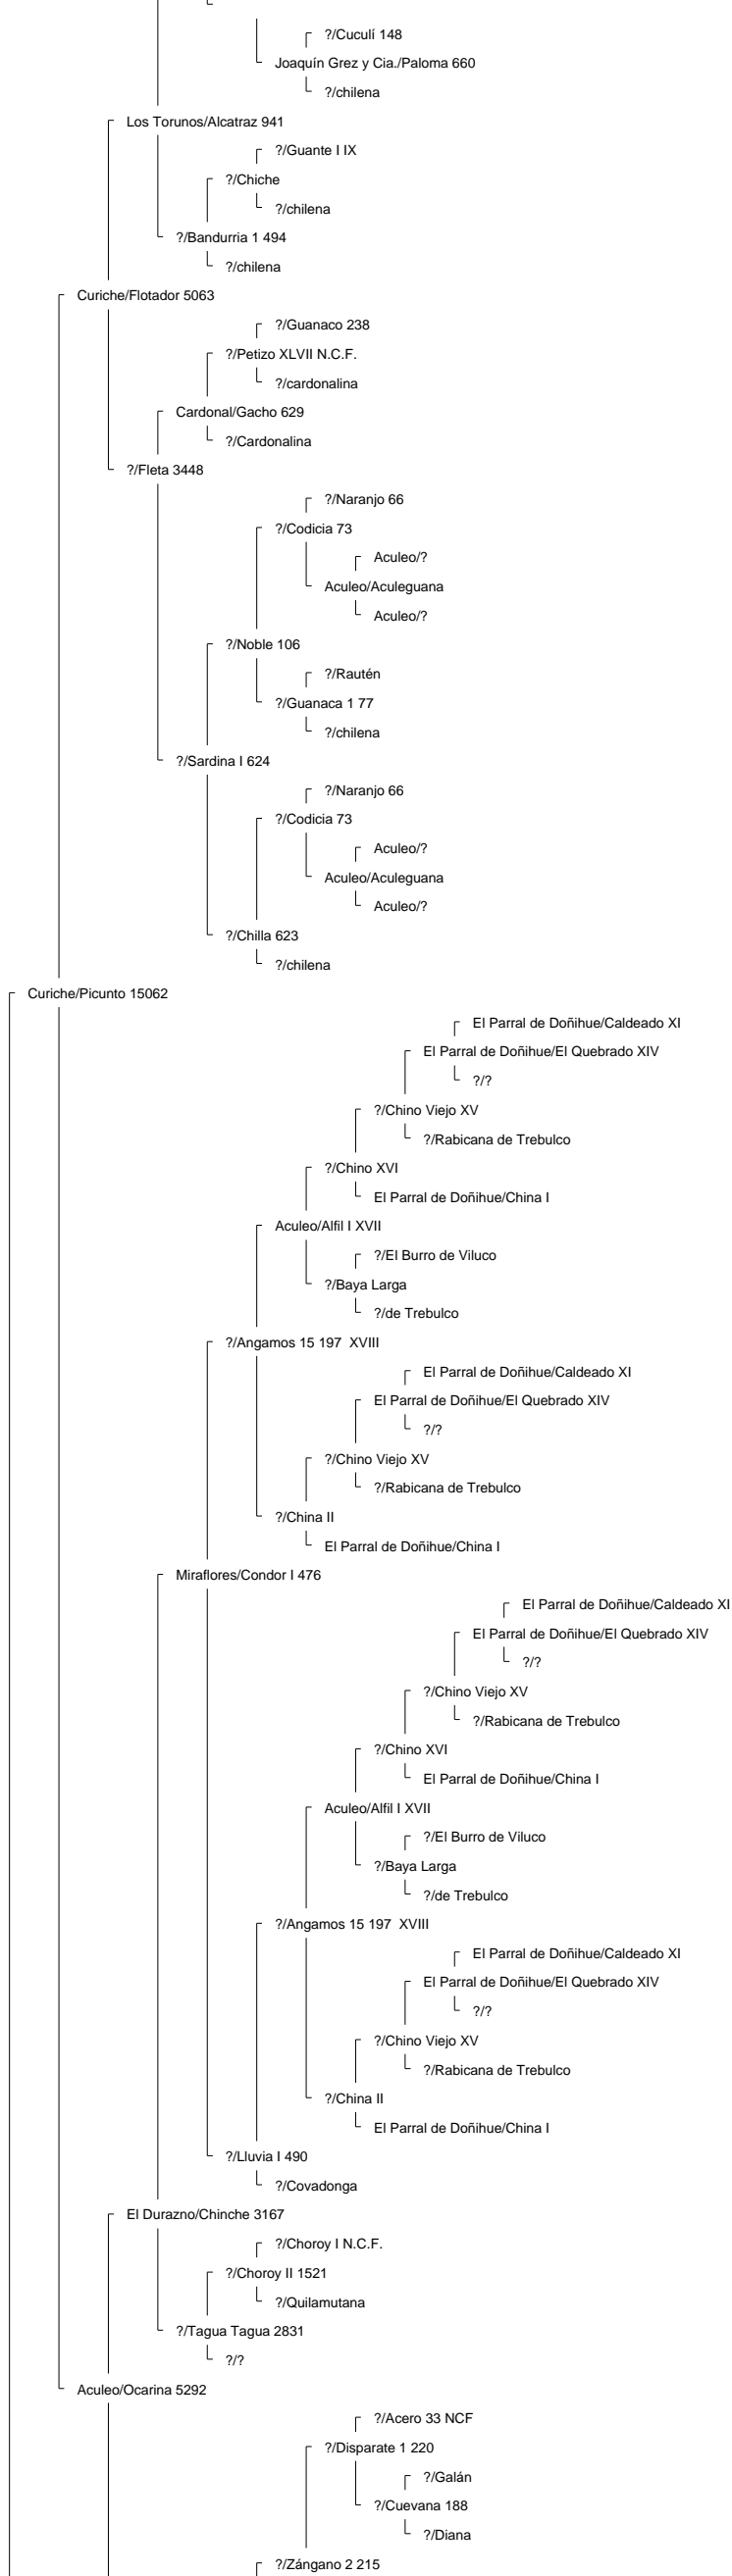 ?/Cuculí 148
Joaquín Grez y Cia./Paloma 660
?/chilena
Los Torunos/Alcatraz 941
?/Guante I IX
?/Chiche
?/chilena
?/Bandurria 1 494
?/chilena
Curiche/Flotador 5063
?/Guanaco 238
?/Petizo XLVII N.C.F.
?/cardonalina
Cardonal/Gacho 629
?/Cardonalina
?/Fleta 3448
?/Naranjo 66
?/Codicia 73
Aculeo/?
Aculeo/Aculeguana
Aculeo/?
?/Noble 106
?/Rautén
?/Guanaca 1 77
?/chilena
?/Sardina I 624
?/Naranjo 66
?/Codicia 73
Aculeo/?
Aculeo/Aculeguana
Aculeo/?
?/Chilla 623
?/chilena
Curiche/Picunto 15062
El Parral de Doñihue/Caldeado XI
El Parral de Doñihue/El Quebrado XIV
?/?
?/Chino Viejo XV
?/Rabicana de Trebulco
?/Chino XVI
El Parral de Doñihue/China I
Aculeo/Alfil I XVII
?/El Burro de Viluco
?/Baya Larga
?/de Trebulco
?/Angamos 15 197  XVIII
El Parral de Doñihue/Caldeado XI
El Parral de Doñihue/El Quebrado XIV
?/?
?/Chino Viejo XV
?/Rabicana de Trebulco
?/China II
El Parral de Doñihue/China I
Miraflores/Condor I 476
El Parral de Doñihue/Caldeado XI
El Parral de Doñihue/El Quebrado XIV
?/?
?/Chino Viejo XV
?/Rabicana de Trebulco
?/Chino XVI
El Parral de Doñihue/China I
Aculeo/Alfil I XVII
?/El Burro de Viluco
?/Baya Larga
?/de Trebulco
?/Angamos 15 197  XVIII
El Parral de Doñihue/Caldeado XI
El Parral de Doñihue/El Quebrado XIV
?/?
?/Chino Viejo XV
?/Rabicana de Trebulco
?/China II
El Parral de Doñihue/China I
?/Lluvia I 490
?/Covadonga
El Durazno/Chinche 3167
?/Choroy I N.C.F.
?/Choroy II 1521
?/Quilamutana
?/Tagua Tagua 2831
?/?
Aculeo/Ocarina 5292
?/Acero 33 NCF
?/Disparate 1 220
?/Galán
?/Cuevana 188
?/Diana
?/Zángano 2 215